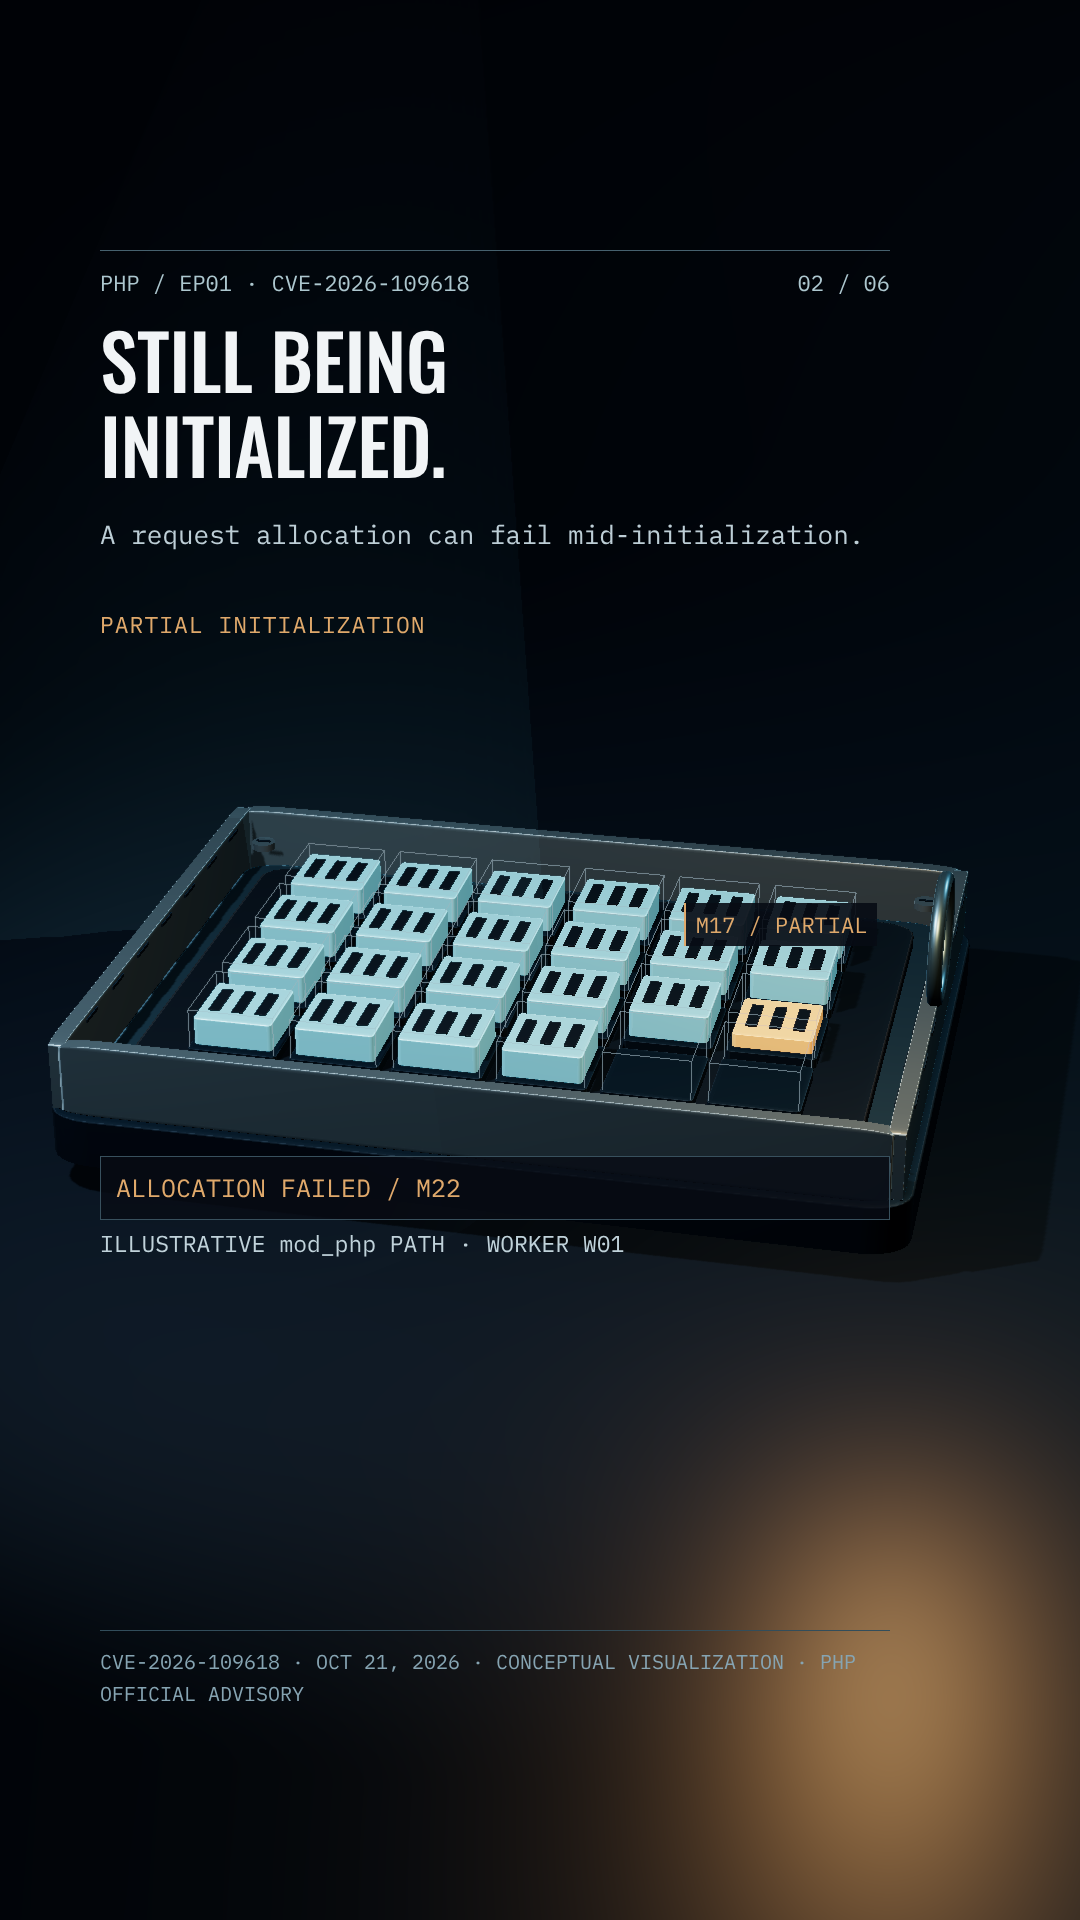 PHP / EP01 · CVE-2026-109618
02 / 06
STILL BEING
INITIALIZED.
A request allocation can fail mid-initialization.
PARTIAL INITIALIZATION
M17 / PARTIAL
ALLOCATION FAILED / M22
ILLUSTRATIVE mod_php PATH · WORKER W01
CVE-2026-109618 · OCT 21, 2026 · CONCEPTUAL VISUALIZATION · PHP
OFFICIAL ADVISORY